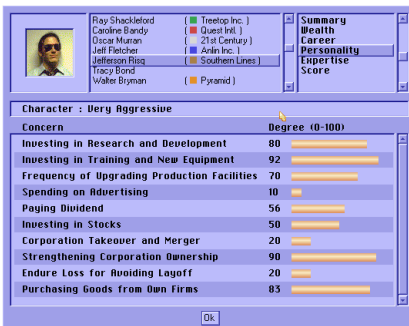 Ray Shackleford ( Treetop Inc. )
Caroline Bandy ( Quest Intl. )
Oscar Murran ( 21st Century )
Jeff Fletcher ( Anlin Inc. )
Jefferson Risq ( Southern Lines )
Tracy Bond
Walter Bryman ( Pyramid )
Summary
Wealth
Career
Personality
Expertise
Score
Character : Very Aggressive
Concern Degree (0-100)
Investing in Research and Development 80
Investing in Training and New Equipment 92
Frequency of Upgrading Production Facilities 70
Spending on Advertising 10
Paying Dividend 56
Investing in Stocks 50
Corporation Takeover and Merger 20
Strengthening Corporation Ownership 90
Endure Loss for Avoiding Layoff 20
Purchasing Goods from Own Firms 83
Ok